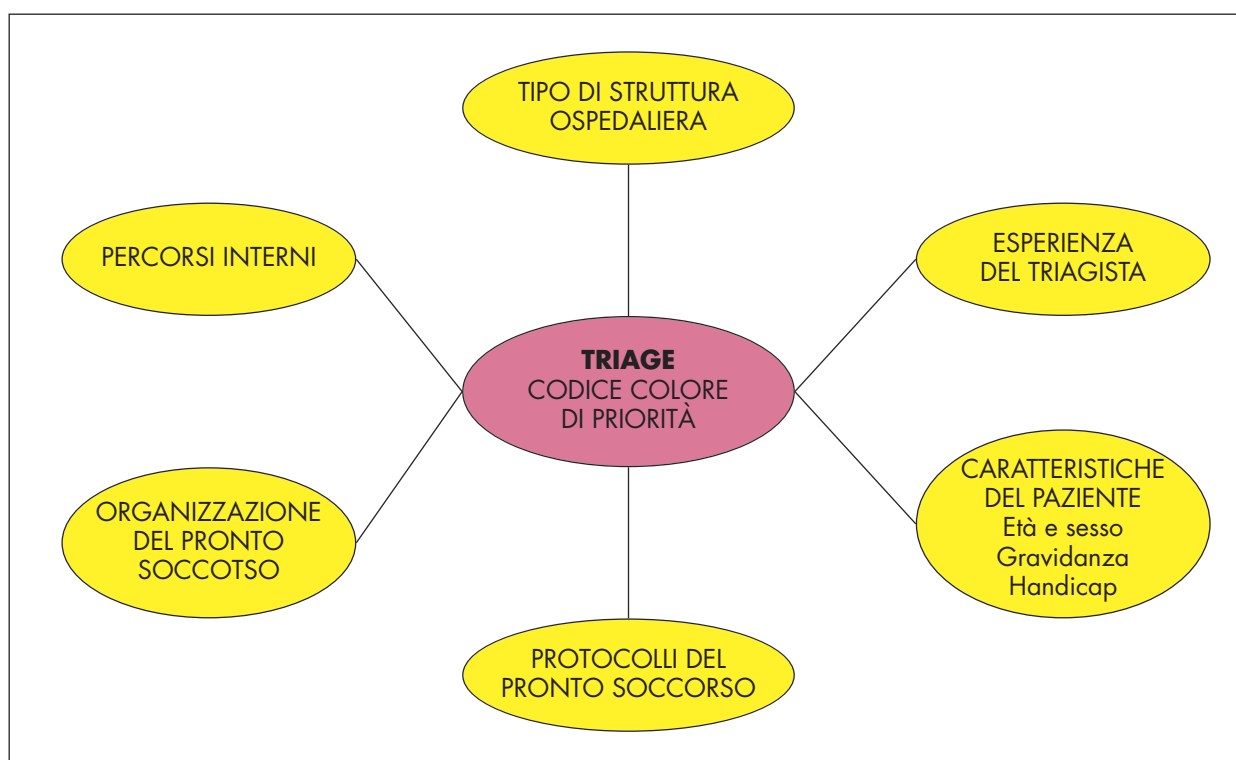 TIPO DI STRUTTURA
OSPEDALIERA
PERCORSI INTERNI
ESPERIENZA
DEL TRIAGISTA
TRIAGE
CODICE COLORE
DI PRIORITÀ
ORGANIZZAZIONE
DEL PRONTO
SOCCOTSO
CARATTERISTICHE
DEL PAZIENTE
Età e sesso
Gravidanza
Handicap
PROTOCOLLI DEL
PRONTO SOCCORSO